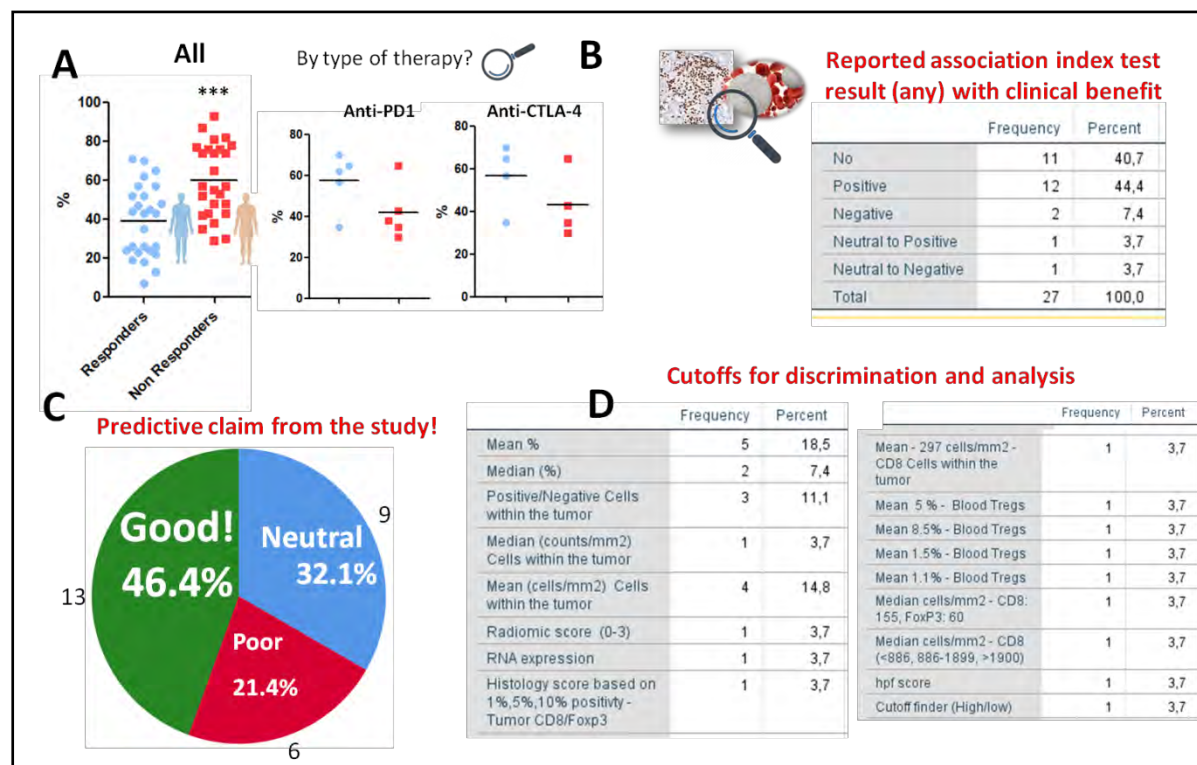 A
All
By type of therapy?
***
100
80
60
40
20
0
%
Responders
Non Responders
Anti-PD1
80
60
40
20
0
%
Anti-CTLA-4
80
60
40
20
0
%
B
Reported association index test
result (any) with clinical benefit
Frequency Percent
No 11 40,7
Positive 12 44,4
Negative 2 7,4
Neutral to Positive 1 3,7
Neutral to Negative 1 3,7
Total 27 100,0
C
Predictive claim from the study!
Good!
46.4%
13
Neutral
32.1%
9
Poor
21.4%
6
Cutoffs for discrimination and analysis
D
Frequency Percent
Mean % 5 18,5
Median (%) 2 7,4
Positive/Negative Cells 3 11,1
within the tumor
Median (counts/mm2) 1 3,7
Cells within the tumor
Mean (cells/mm2) Cells 4 14,8
within the tumor
Radiomic score (0-3) 1 3,7
RNA expression 1 3,7
Histology score based on 1 3,7
1%,5%,10% positivty -
Tumor CD8/Foxp3
Frequency Percent
Mean - 297 cells/mm2 - 1 3,7
CD8 Cells within the
tumor
Mean 5 % - Blood Tregs 1 3,7
Mean 8.5% - Blood Tregs 1 3,7
Mean 1.5% - Blood Tregs 1 3,7
Mean 1.1% - Blood Tregs 1 3,7
Median cells/mm2 - CD8: 1 3,7
155, FoxP3: 60
Median cells/mm2 - CD8 1 3,7
(<886, 886-1899, >1900)
hpf score 1 3,7
Cutoff finder (High/low) 1 3,7